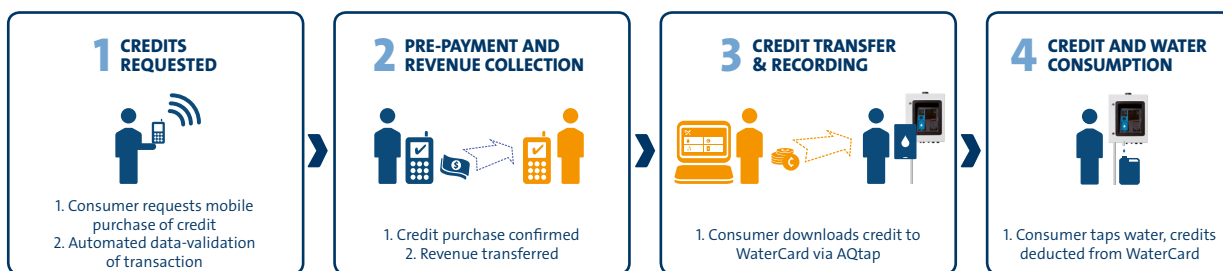 1 CREDITS
REQUESTED
1. Consumer requests mobile
purchase of credit
2. Automated data-validation
of transaction
2 PRE-PAYMENT AND
REVENUE COLLECTION
$
1. Credit purchase confirmed
2. Revenue transferred
3 CREDIT TRANSFER
& RECORDING
¢
1. Consumer downloads credit to
WaterCard via AQtap
4 CREDIT AND WATER
CONSUMPTION
1. Consumer taps water, credits
deducted from WaterCard